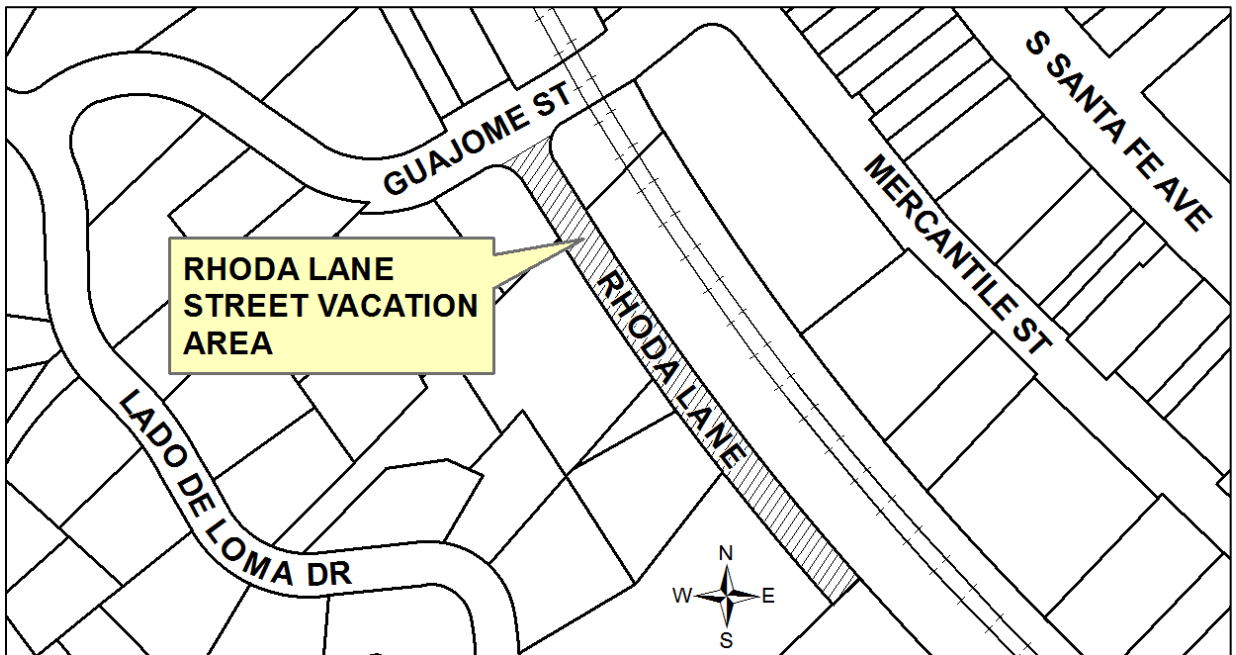 S SANTA FE AVE
GUAJOME ST
MERCANTILE ST
RHODA LANE
STREET VACATION
AREA
RHODA LANE
LADO DE LOMA DR
N
W E
S